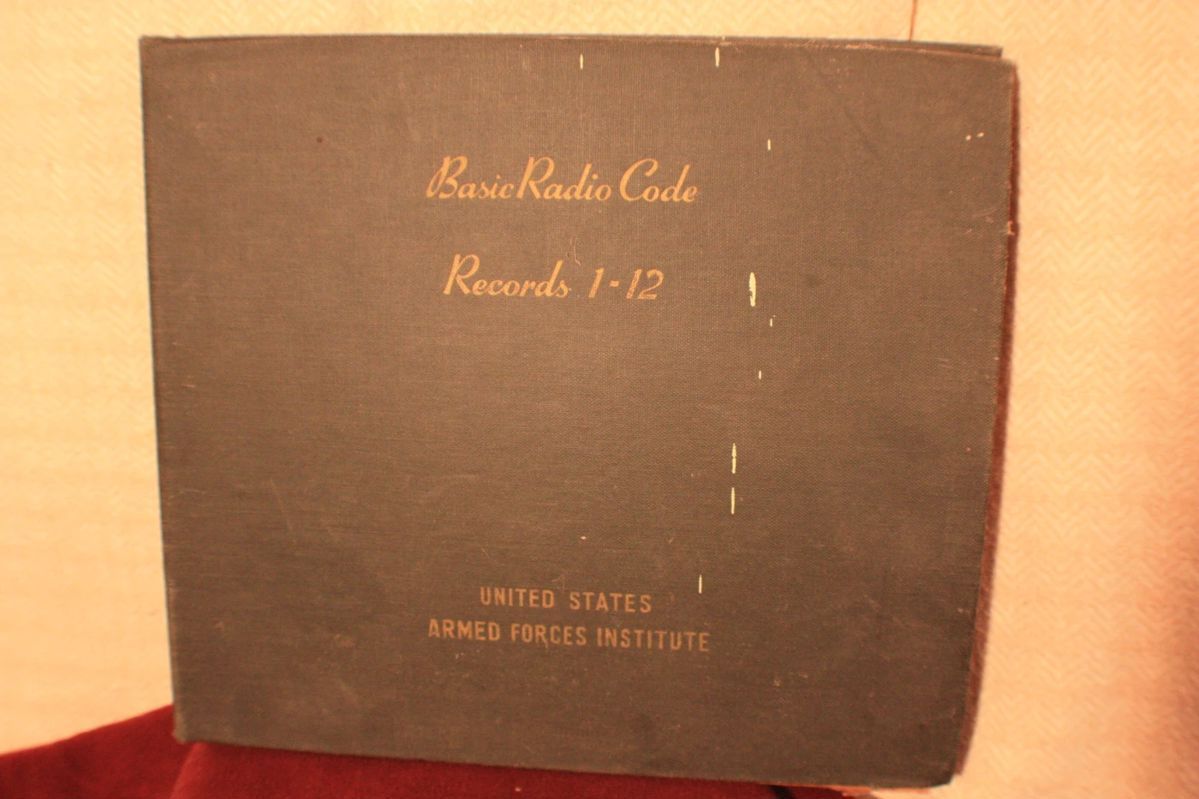 Basic Radio Code
Records 1-12
UNITED STATES
ARMED FORCES INSTITUTE